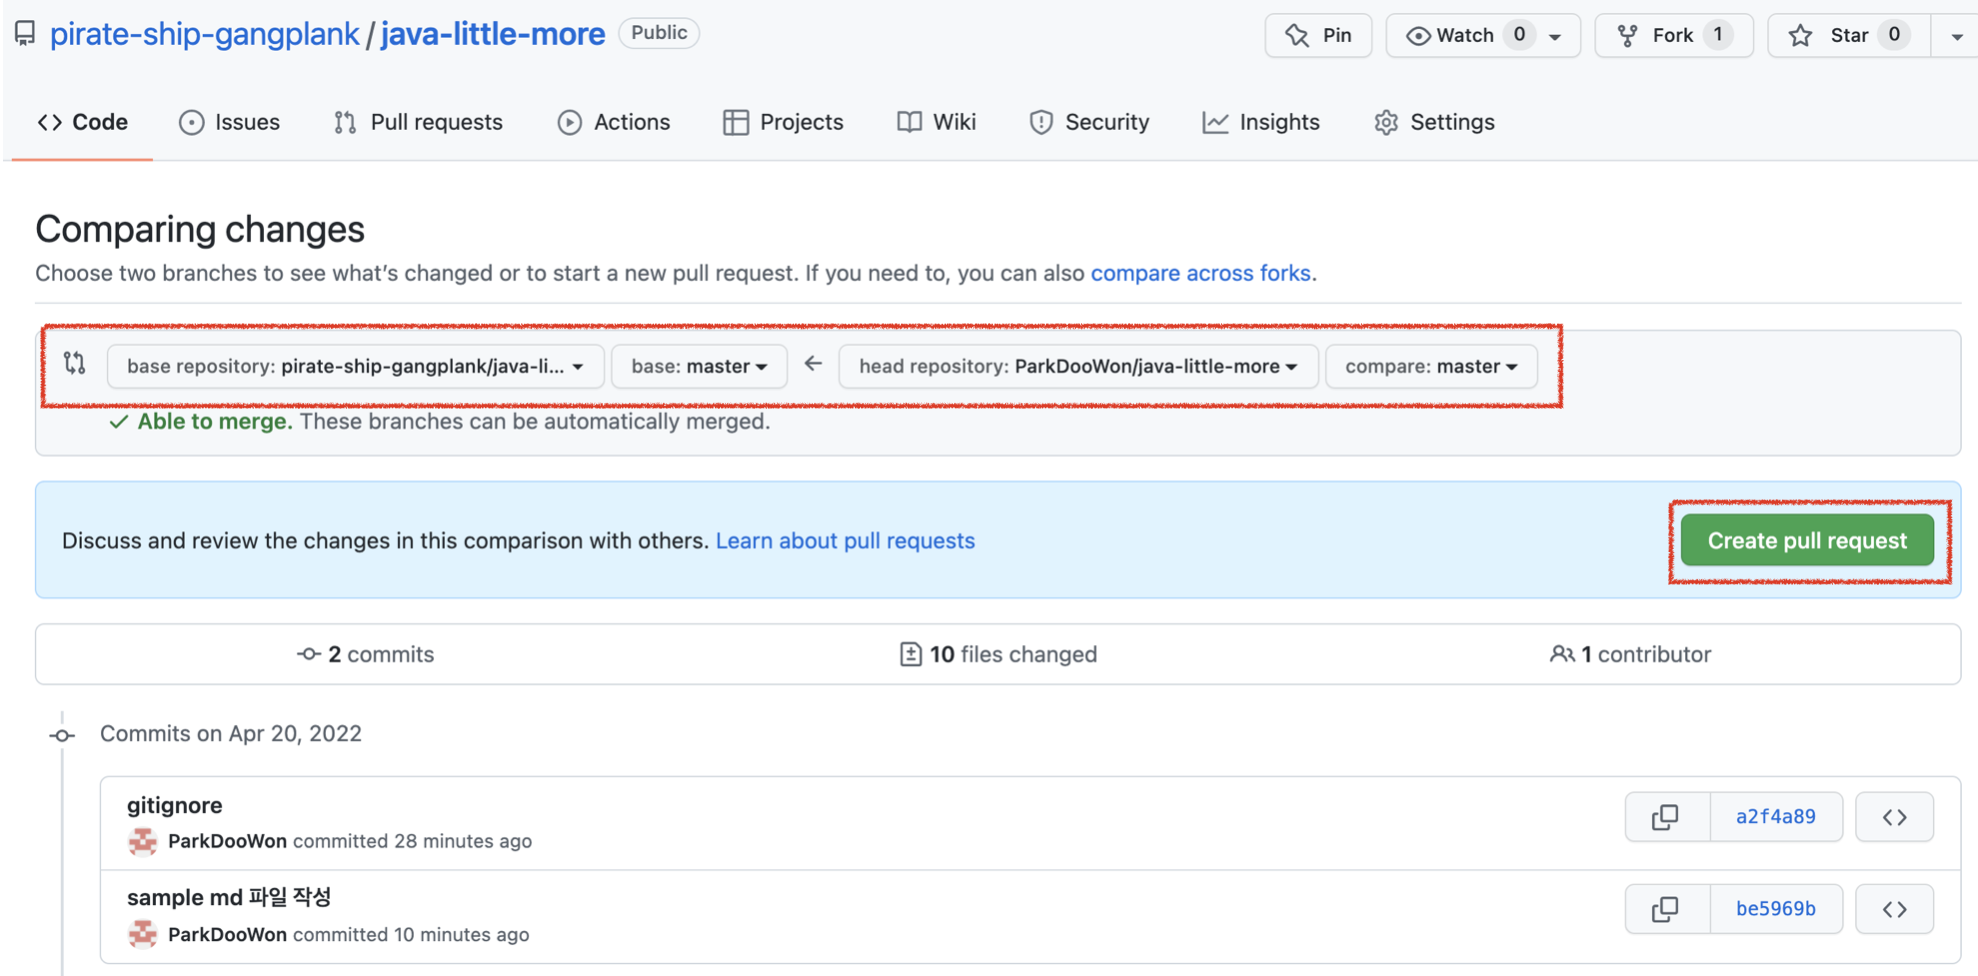 pirate-ship-gangplank / java-little-more Public Pin Watch 0 Fork 1 Star 0
Code Issues Pull requests Actions Projects Wiki Security Insights Settings
Comparing changes
Choose two branches to see what's changed or to start a new pull request. If you need to, you can also compare across forks.
base repository: pirate-ship-gangplank/java-li... base: master head repository: ParkDooWon/java-little-more compare: master
Able to merge. These branches can be automatically merged.
Discuss and review the changes in this comparison with others. Learn about pull requests Create pull request
2 commits 10 files changed 1 contributor
Commits on Apr 20, 2022
gitignore
ParkDooWon committed 28 minutes ago a2f4a89
sample md 파일 작성
ParkDooWon committed 10 minutes ago be5969b